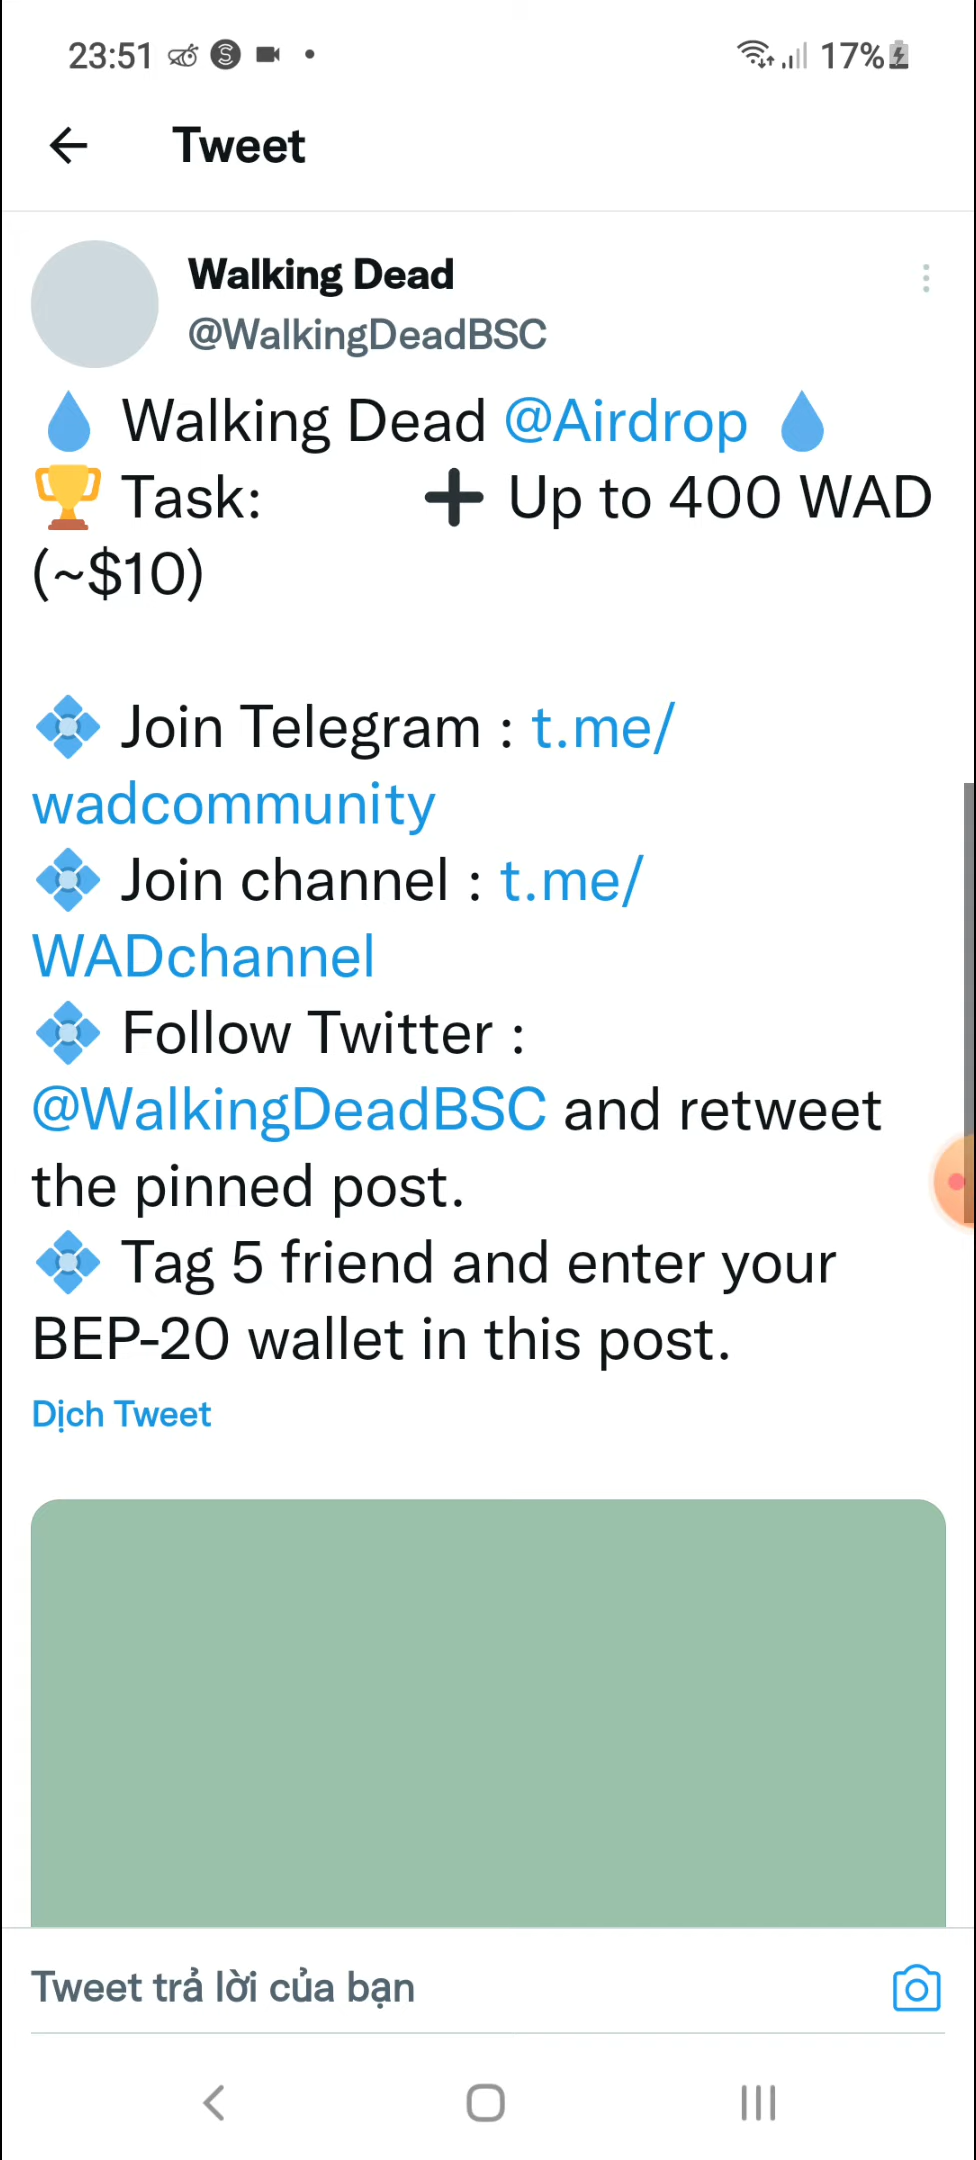 23:51 17%
Tweet
Walking Dead
@WalkingDeadBSC
💧 Walking Dead @Airdrop 💧
🏆 Task: ➕ Up to 400 WAD
(~$10)
💠 Join Telegram : t.me/
wadcommunity
💠 Join channel : t.me/
WADchannel
💠 Follow Twitter :
@WalkingDeadBSC and retweet
the pinned post.
💠 Tag 5 friend and enter your
BEP-20 wallet in this post.
Dịch Tweet
Tweet trả lời của bạn